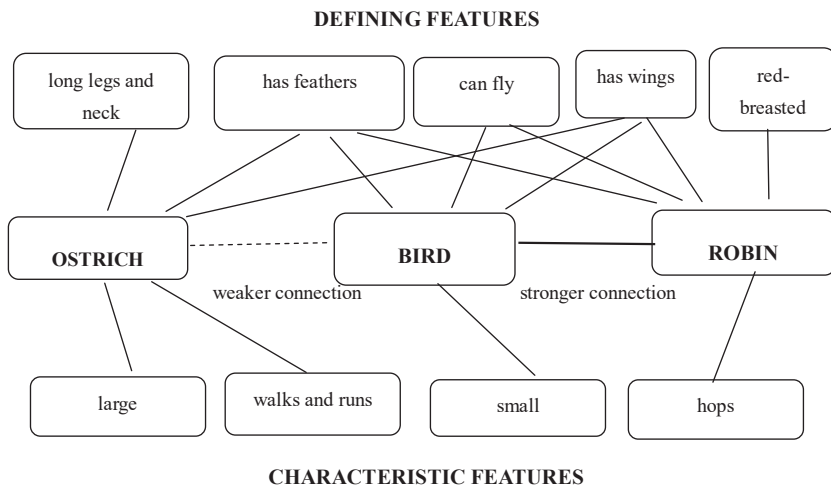 DEFINING FEATURES
long legs and
neck
has feathers
can fly
has wings
red-
breasted
OSTRICH
BIRD
ROBIN
weaker connection
stronger connection
large
walks and runs
small
hops
CHARACTERISTIC FEATURES